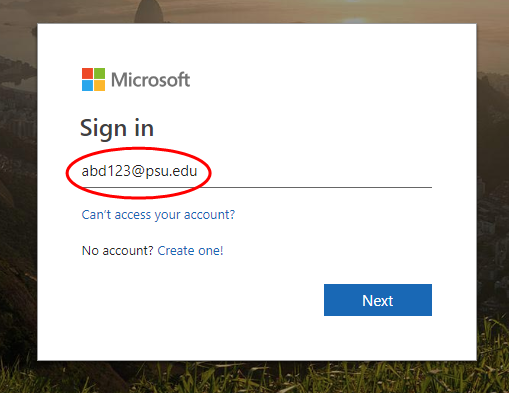 Microsoft
Sign in
abd123@psu.edu
Can't access your account?
No account? Create one!
Next